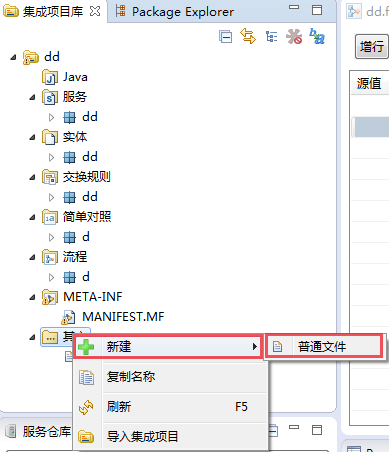 集成项目库
Package Explorer
dd.f
增行
源值
dd
Java
服务
dd
实体
dd
交换规则
dd
简单对照
d
流程
d
META-INF
MANIFEST.MF
新建
普通文件
复制名称
刷新 F5
导入集成项目
服务仓库